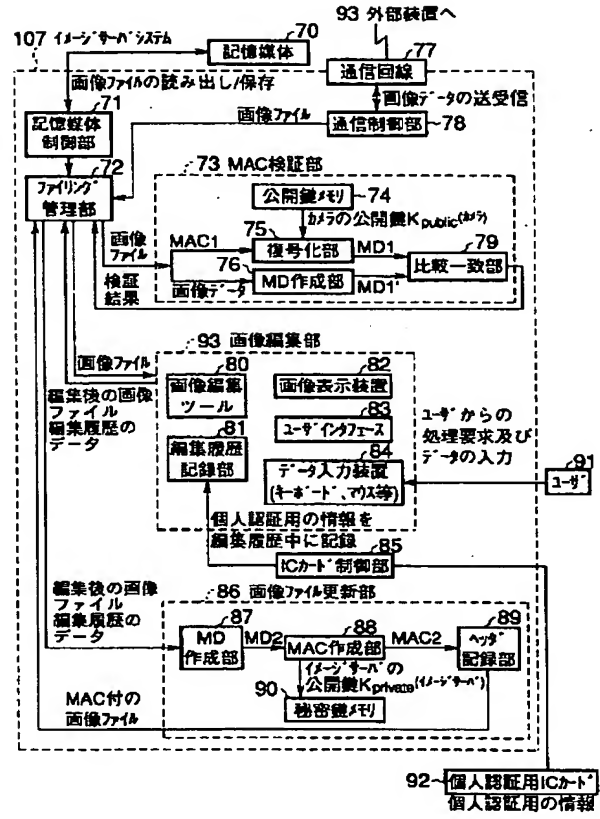 93 外部装置へ
107 ｲﾒｰｼﾞｻｰﾊﾞｼｽﾃﾑ
70
記憶媒体
77
通信回線
画像ﾌｧｲﾙの読み出し/保存
71
記憶媒体
制御部
画像ﾌｧｲﾙ
画像ﾃﾞｰﾀの送受信
通信制御部
78
72
ﾌｧｲﾘﾝｸﾞ
管理部
73 MAC検証部
公開鍵メモリ
74
ｶﾒﾗの公開鍵Kpublic(ｶﾒﾗ)
画像
ﾌｧｲﾙ
MAC1
75
復号化部
MD1
79
比較一致部
検証
結果
76
画像ﾃﾞｰﾀ
MD作成部
MD1'
93 画像編集部
画像ﾌｧｲﾙ
80
画像編集
ツール
82
画像表示装置
編集後の画像
ファイル
編集履歴の
データ
81
編集履歴
記録部
83
ﾕｰｻﾞｲﾝﾀﾌｪｰｽ
84
データ入力装置
(ｷｰﾎﾞｰﾄﾞ、ﾏｳｽ等)
ﾕｰｻﾞからの
処理要求及び
データの入力
91
ﾕｰｻﾞ
個人認証用の情報を
編集履歴中に記録
85
ICｶｰﾄﾞ制御部
86 画像ﾌｧｲﾙ更新部
編集後の画像
ファイル
編集履歴の
データ
87
MD
作成部
MD2
88
MAC作成部
MAC2
89
ﾍｯﾀﾞ
記録部
ｲﾒｰｼﾞｻｰﾊﾞの
公開鍵Kprivate(ｲﾒｰｼﾞｻｰﾊﾞ)
90
秘密鍵ﾒﾓﾘ
MAC付の
画像ﾌｧｲﾙ
92
個人認証用ICｶｰﾄﾞ
個人認証用の情報